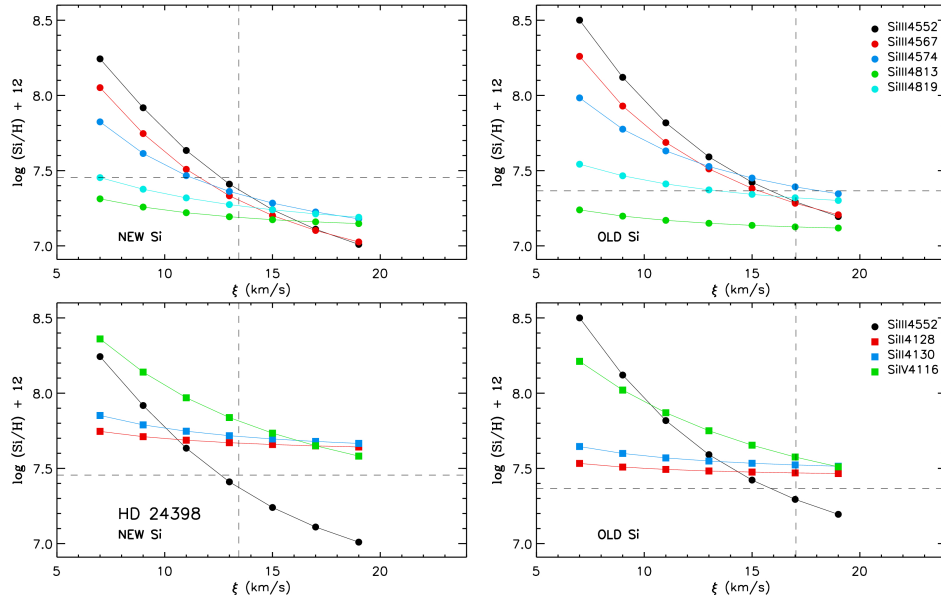 8.5
8.0
7.5
7.0
log (Si/H) + 12
NEW Si
5
10
15
20
ξ (km/s)
8.5
8.0
7.5
7.0
log (Si/H) + 12
SiIII4552
SiIII4567
SiIII4574
SiIII4813
SiIII4819
OLD Si
5
10
15
20
ξ (km/s)
8.5
8.0
7.5
7.0
log (Si/H) + 12
HD 24398
NEW Si
5
10
15
20
ξ (km/s)
8.5
8.0
7.5
7.0
log (Si/H) + 12
SiIII4552
SiII4128
SiII4130
SiIV4116
OLD Si
5
10
15
20
ξ (km/s)